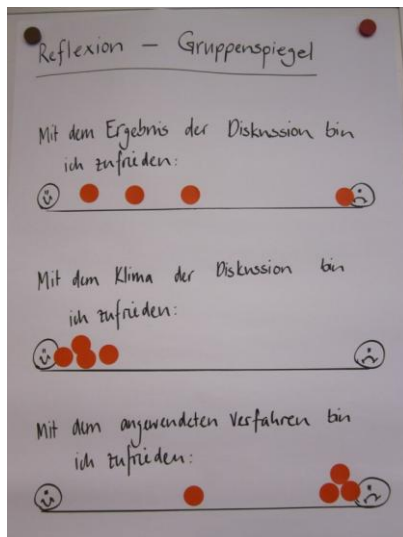 Reflexion — Gruppenspiegel
Mit dem Ergebnis der Diskussion bin
ich zufrieden:
Mit dem Klima der Diskussion bin
ich zufrieden:
Mit dem angewendeten Verfahren bin
ich zufrieden: